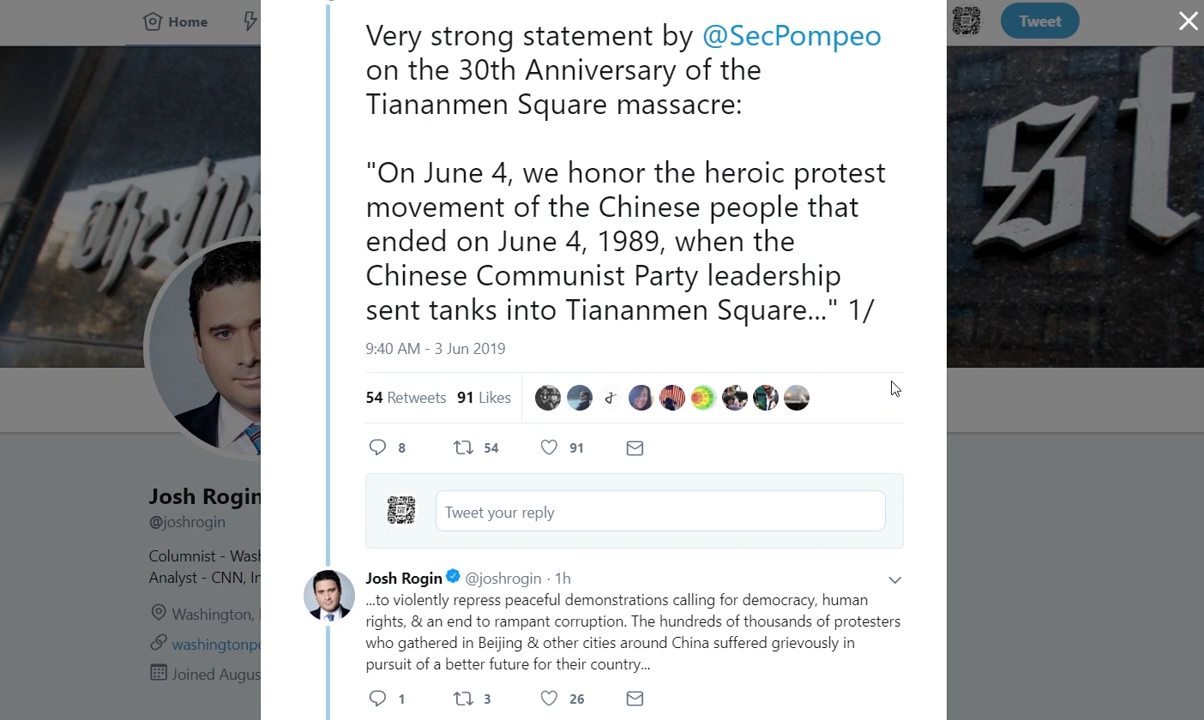 Home
Tweet
Very strong statement by @SecPompeo
on the 30th Anniversary of the
Tiananmen Square massacre:
"On June 4, we honor the heroic protest
movement of the Chinese people that
ended on June 4, 1989, when the
Chinese Communist Party leadership
sent tanks into Tiananmen Square..." 1/
9:40 AM - 3 Jun 2019
54 Retweets 91 Likes
8 54 91
Tweet your reply
Josh Rogin @joshrogin · 1h
...to violently repress peaceful demonstrations calling for democracy, human
rights, & an end to rampant corruption. The hundreds of thousands of protesters
who gathered in Beijing & other cities around China suffered grievously in
pursuit of a better future for their country...
1 3 26
The
st
Josh Rogin
@joshrogin
Columnist - Wash
Analyst - CNN, In
Washington,
washingtonpo
Joined Augus